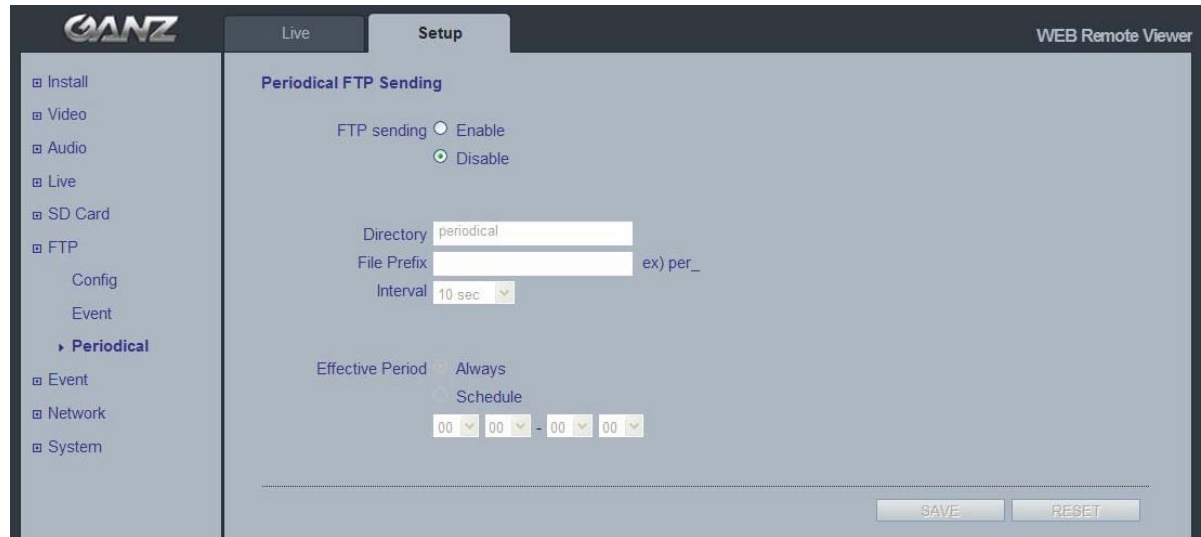 GANZ
Live
Setup
WEB Remote Viewer
Install
Video
Audio
Live
SD Card
FTP
Config
Event
Periodical
Event
Network
System
Periodical FTP Sending
FTP sending Enable
Disable
Directory periodical
File Prefix ex) per_
Interval 10 sec
Effective Period Always
Schedule
00 00 - 00 00
SAVE RESET